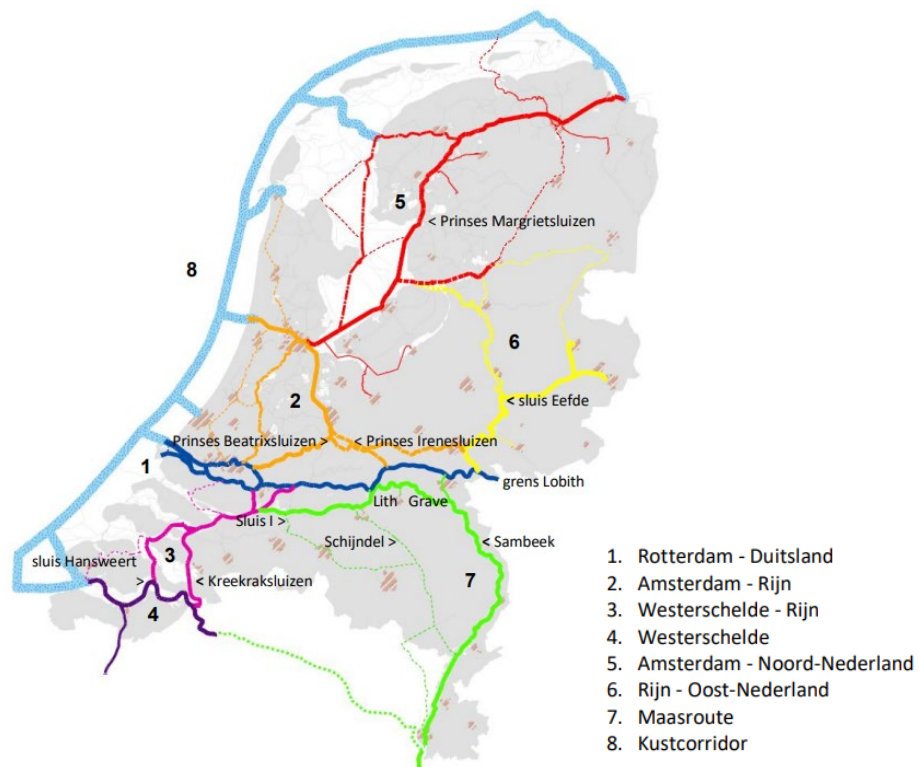 5
< Prinses Margrietsluizen
8
6
2
< sluis Eefde
Prinses Beatrixsluizen >
< Prinses Irenesluizen
1
grens Lobith
Lith Grave
Sluis I >
Schijndel >
< Sambeek
sluis Hansweert
>
3
< Kreekraksluizen
7
4
1. Rotterdam - Duitsland
2. Amsterdam - Rijn
3. Westerschelde - Rijn
4. Westerschelde
5. Amsterdam - Noord-Nederland
6. Rijn - Oost-Nederland
7. Maasroute
8. Kustcorridor